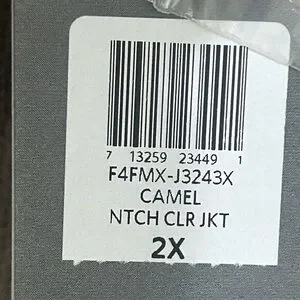 7 13259 23449 1
F4FMX-J3243X
CAMEL
NTCH CLR JKT
2X